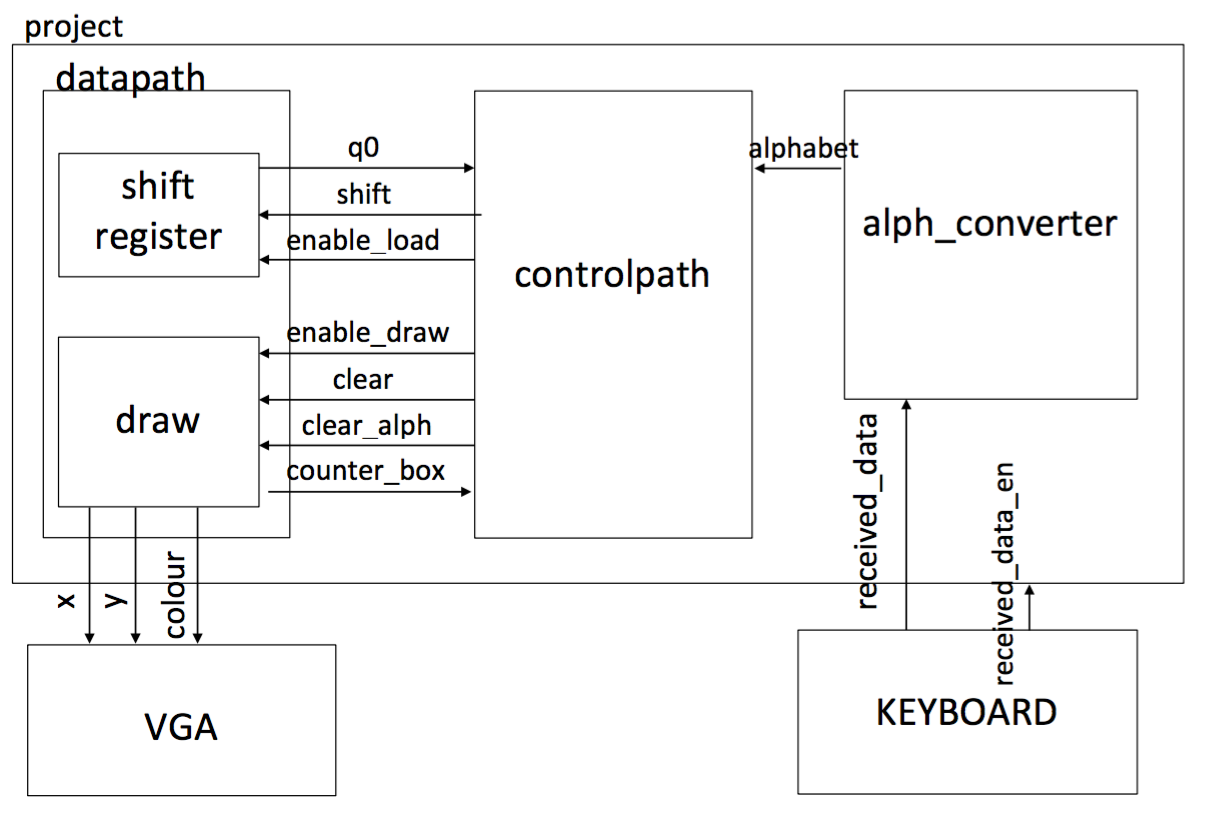 project
datapath
shift
register
q0
shift
enable_load
enable_draw
clear
clear_alph
counter_box
draw
controlpath
alphabet
alph_converter
received_data
received_data_en
x
y
colour
VGA
KEYBOARD